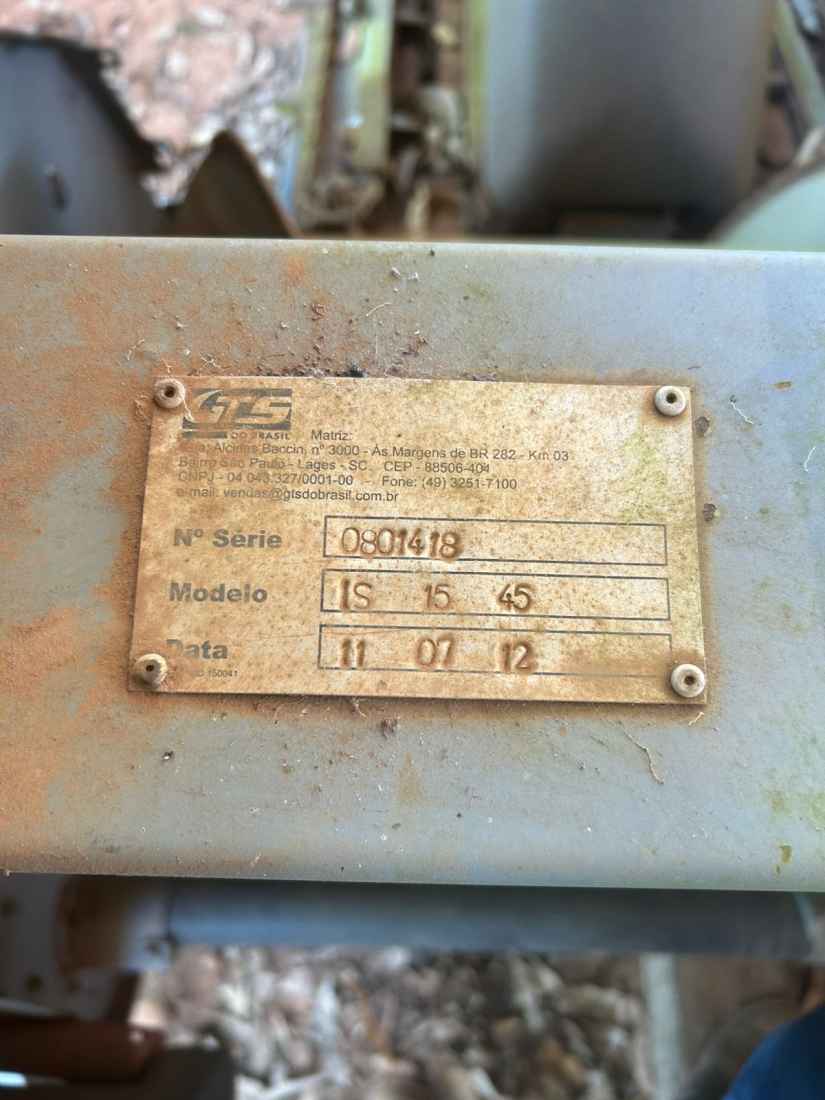 GTS
DO BRASIL Matriz:
Alcides Baccin, nº 3000 - Às Margens de BR 282 - Km 03
Bairro São Paulo - Lages - SC CEP - 88506-404
CNPJ - 04 043.327/0001-00 - Fone: (49) 3251-7100
e-mail: vendas@gtsdobrasil.com.br
Nº Série 0801418
Modelo IS 15 45
Data 11 07 12
150041